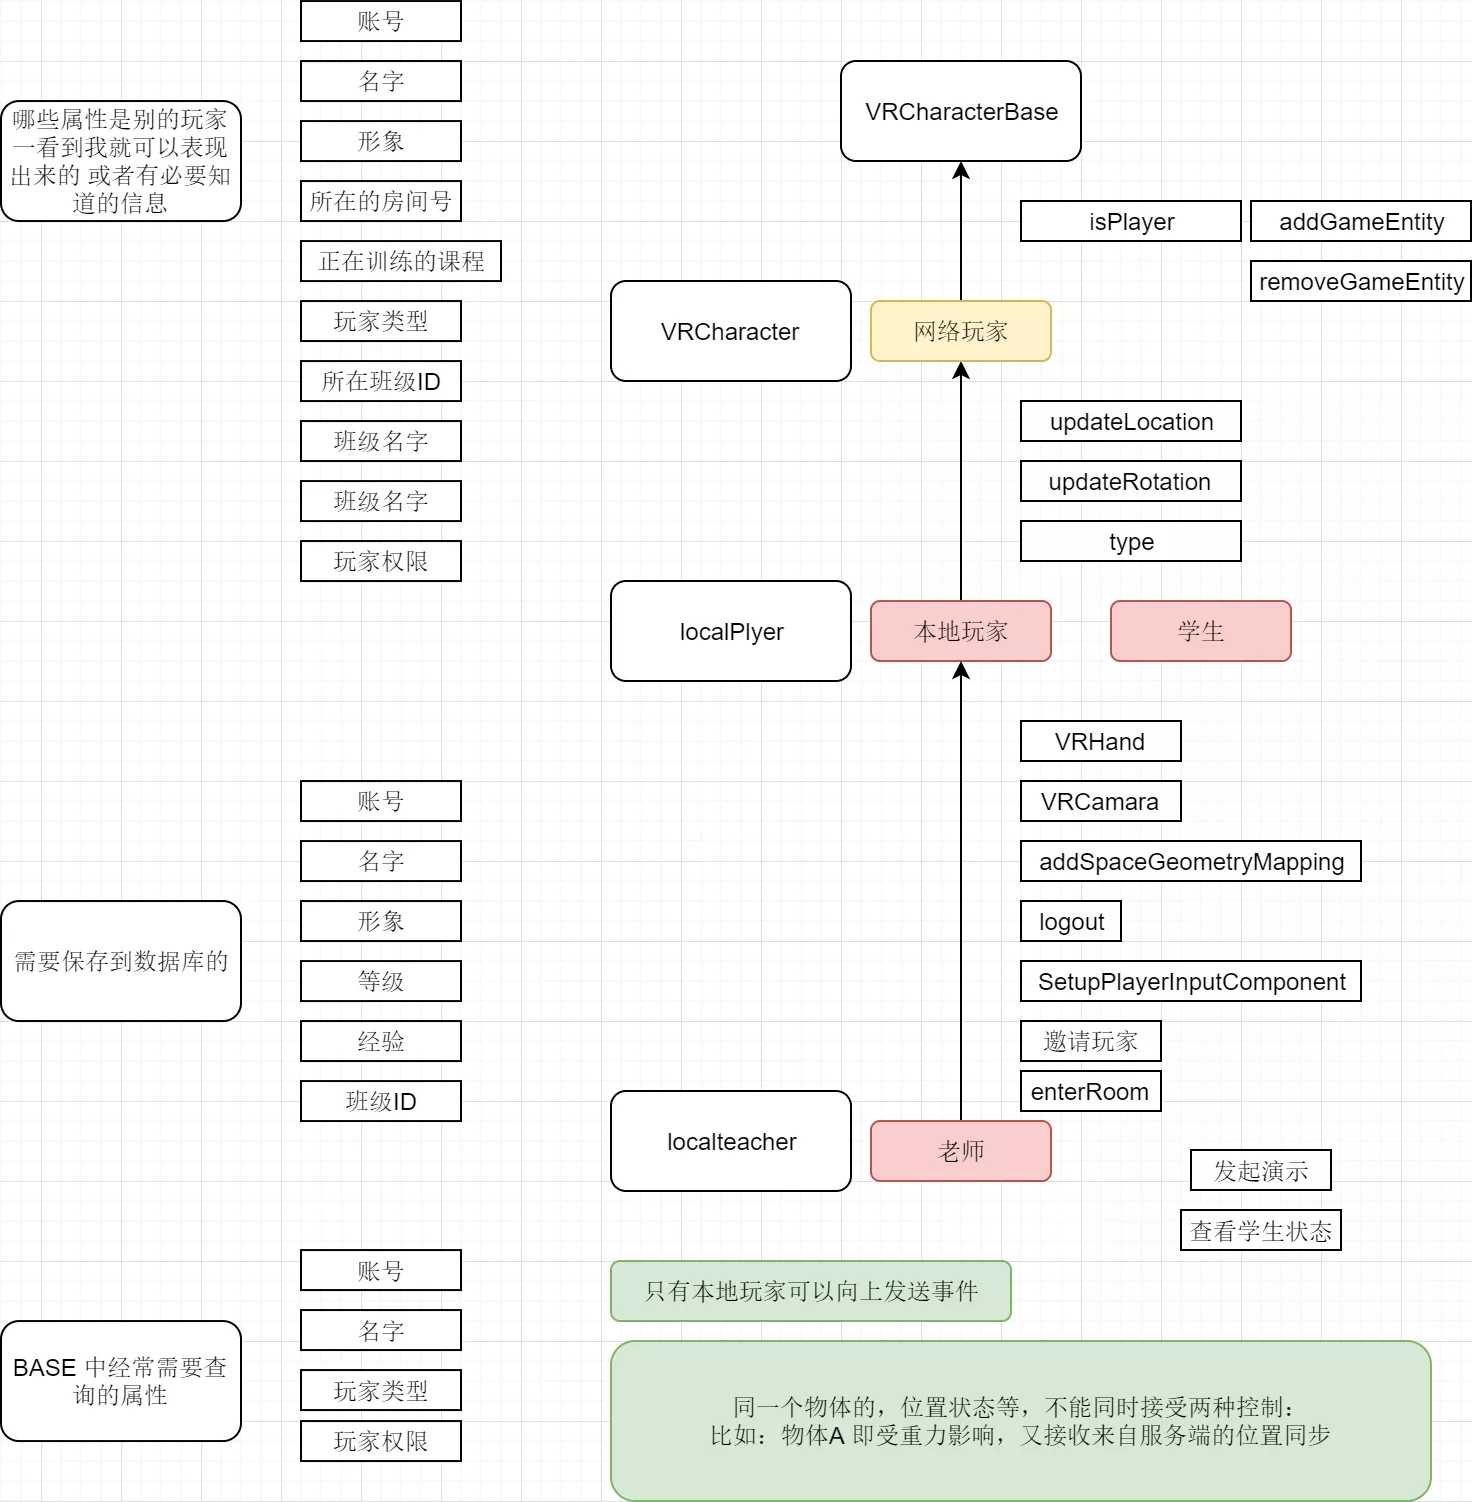 账号
名字
哪些属性是别的玩家
一看到我就可以表现
出来的 或者有必要知
道的信息
形象
所在的房间号
正在训练的课程
玩家类型
所在班级ID
班级名字
班级名字
玩家权限
账号
名字
形象
需要保存到数据库的
等级
经验
班级ID
账号
名字
BASE 中经常需要查
询的属性
玩家类型
玩家权限
VRCharacterBase
isPlayer
addGameEntity
removeGameEntity
VRCharacter
网络玩家
updateLocation
updateRotation
type
localPlyer
本地玩家
学生
VRHand
VRCamara
addSpaceGeometryMapping
logout
SetupPlayerInputComponent
邀请玩家
enterRoom
localteacher
老师
发起演示
查看学生状态
只有本地玩家可以向上发送事件
同一个物体的，位置状态等，不能同时接受两种控制：
比如：物体A 即受重力影响，又接收来自服务端的位置同步